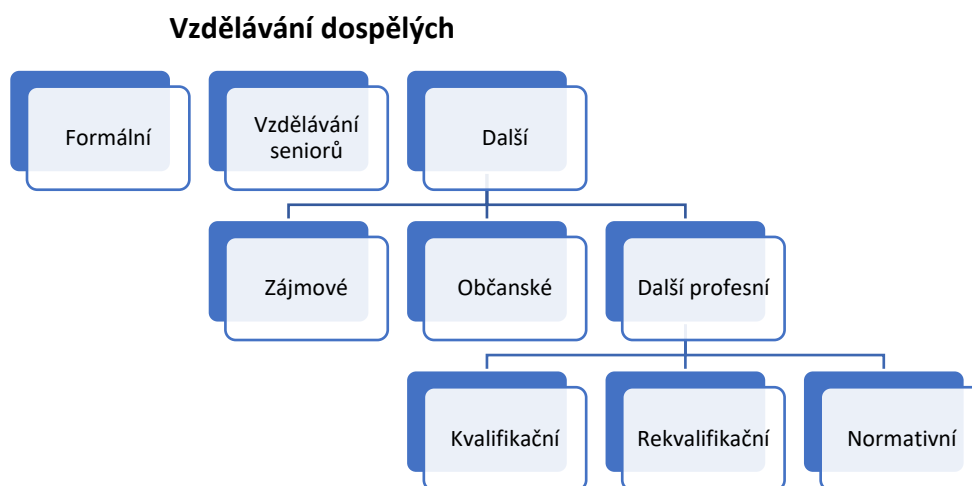 Vzdělávání dospělých
Formální
Vzdělávání
seniorů
Další
Zájmové
Občanské
Další profesní
Kvalifikační
Rekvalifikační
Normativní